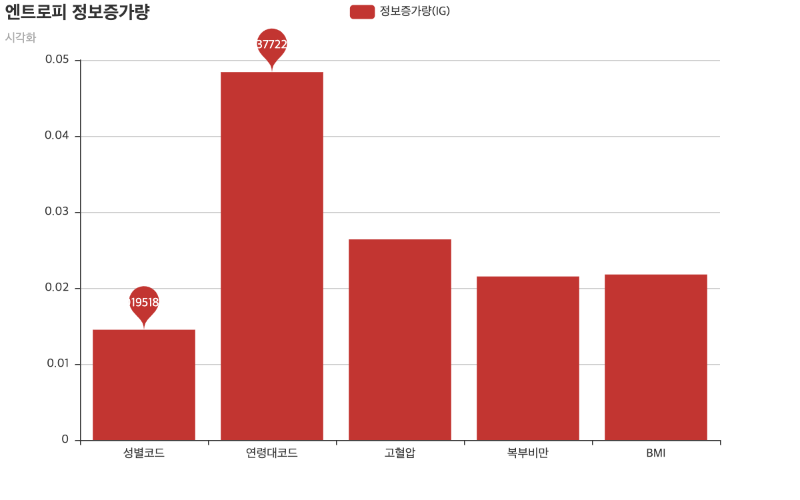 엔트로피 정보증가량
정보증가량(IG)
시각화
37722
0.05
0.04
0.03
0.02
19518
0.01
0
성별코드
연령대코드
고혈압
복부비만
BMI